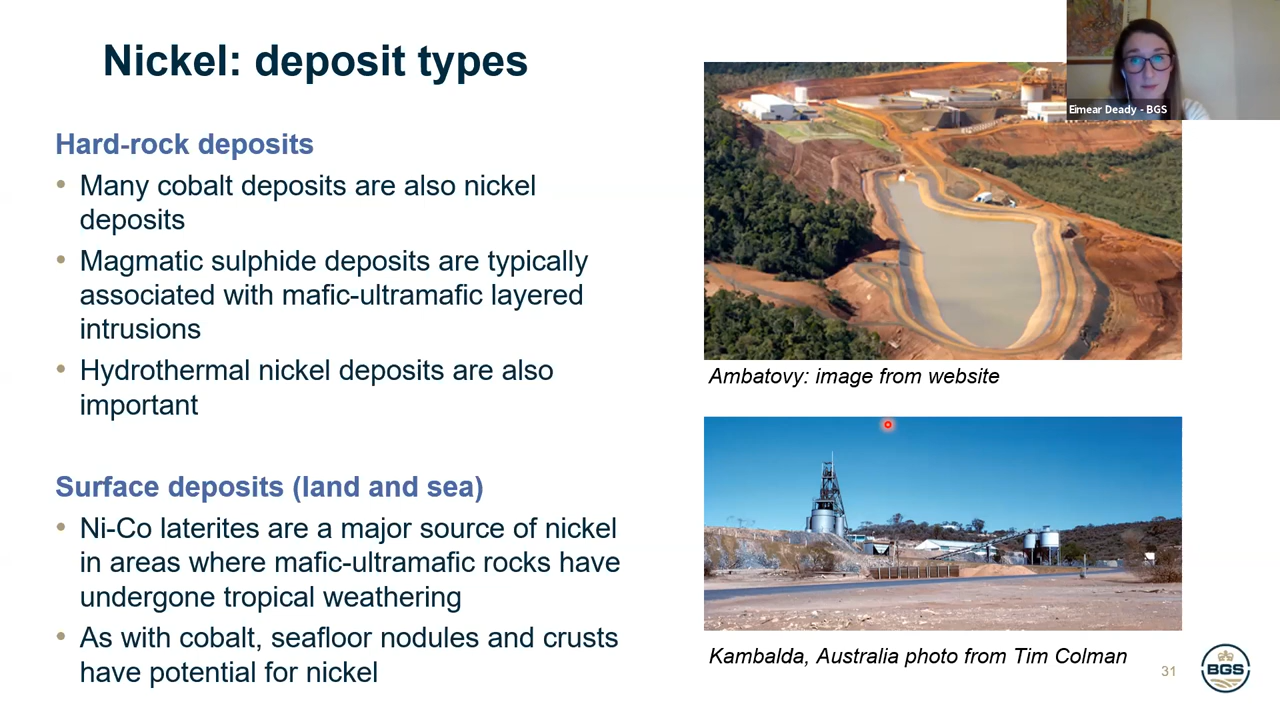 Nickel: deposit types
Hard-rock deposits
• Many cobalt deposits are also nickel
deposits
• Magmatic sulphide deposits are typically
associated with mafic-ultramafic layered
intrusions
• Hydrothermal nickel deposits are also
important
Surface deposits (land and sea)
• Ni-Co laterites are a major source of nickel
in areas where mafic-ultramafic rocks have
undergone tropical weathering
• As with cobalt, seafloor nodules and crusts
have potential for nickel
Eimear Deady - BGS
Ambatovy: image from website
Kambalda, Australia photo from Tim Colman
31
BGS